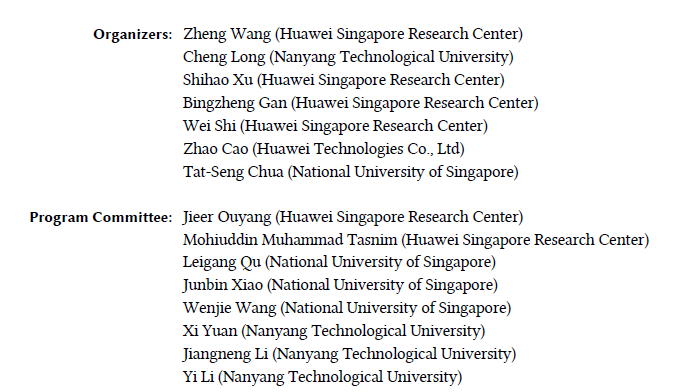 Organizers: Zheng Wang (Huawei Singapore Research Center)
Cheng Long (Nanyang Technological University)
Shihao Xu (Huawei Singapore Research Center)
Bingzheng Gan (Huawei Singapore Research Center)
Wei Shi (Huawei Singapore Research Center)
Zhao Cao (Huawei Technologies Co., Ltd)
Tat-Seng Chua (National University of Singapore)
Program Committee: Jieer Ouyang (Huawei Singapore Research Center)
Mohiuddin Muhammad Tasnim (Huawei Singapore Research Center)
Leigang Qu (National University of Singapore)
Junbin Xiao (National University of Singapore)
Wenjie Wang (National University of Singapore)
Xi Yuan (Nanyang Technological University)
Jiangneng Li (Nanyang Technological University)
Yi Li (Nanyang Technological University)